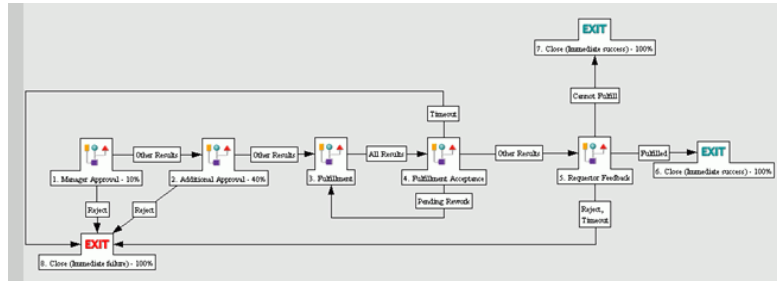 EXIT
7. Close (Immediate success) - 100%
Cannot Fulfill
Timeout
Other Results
Other Results
All Results
Other Results
Fulfilled
EXIT
1. Manager Approval - 10%
2. Additional Approval - 40%
3. Fulfillment
4. Fulfillment Acceptance
5. Requestor Feedback
6. Close (Immediate success) - 100%
Reject
Reject
Pending Rework
Reject,
Timeout
EXIT
8. Close (Immediate failure) - 100%